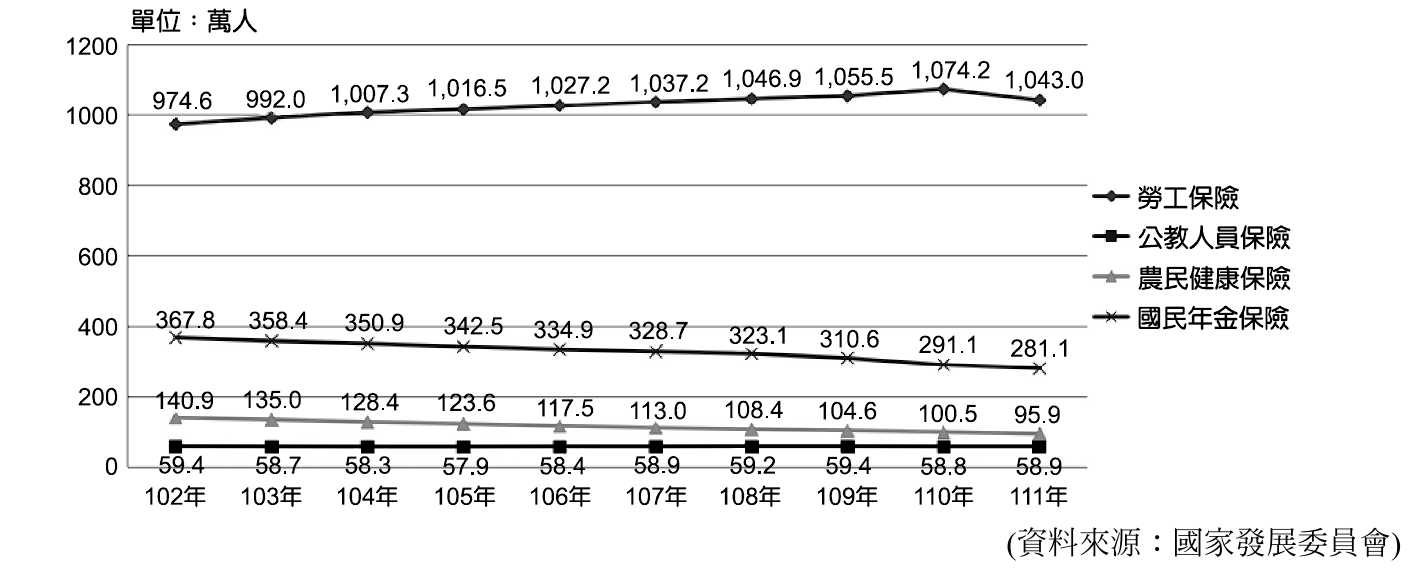 單位：萬人
1200
1000
800
600
400
200
0
974.6 992.0 1,007.3 1,016.5 1,027.2 1,037.2 1,046.9 1,055.5 1,074.2 1,043.0
367.8 358.4 350.9 342.5 334.9 328.7 323.1 310.6 291.1 281.1
140.9 135.0 128.4 123.6 117.5 113.0 108.4 104.6 100.5 95.9
59.4 58.7 58.3 57.9 58.4 58.9 59.2 59.4 58.8 58.9
102年 103年 104年 105年 106年 107年 108年 109年 110年 111年
勞工保險
公教人員保險
農民健康保險
國民年金保險
(資料來源：國家發展委員會)